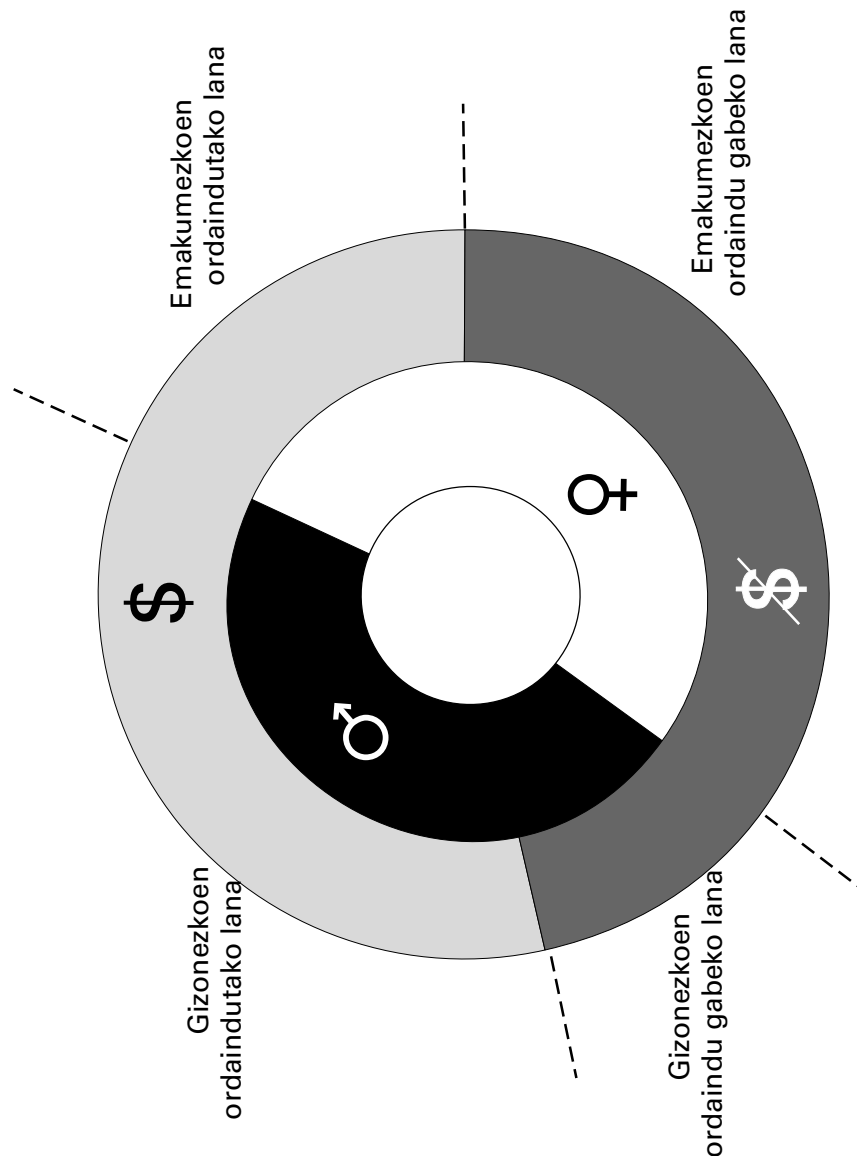 Gizonezkoen
ordaindutako lana
Emakumezkoen
ordaindutako lana
$
♂
♀
$
Gizonezkoen
ordaindu gabeko lana
Emakumezkoen
ordaindu gabeko lana